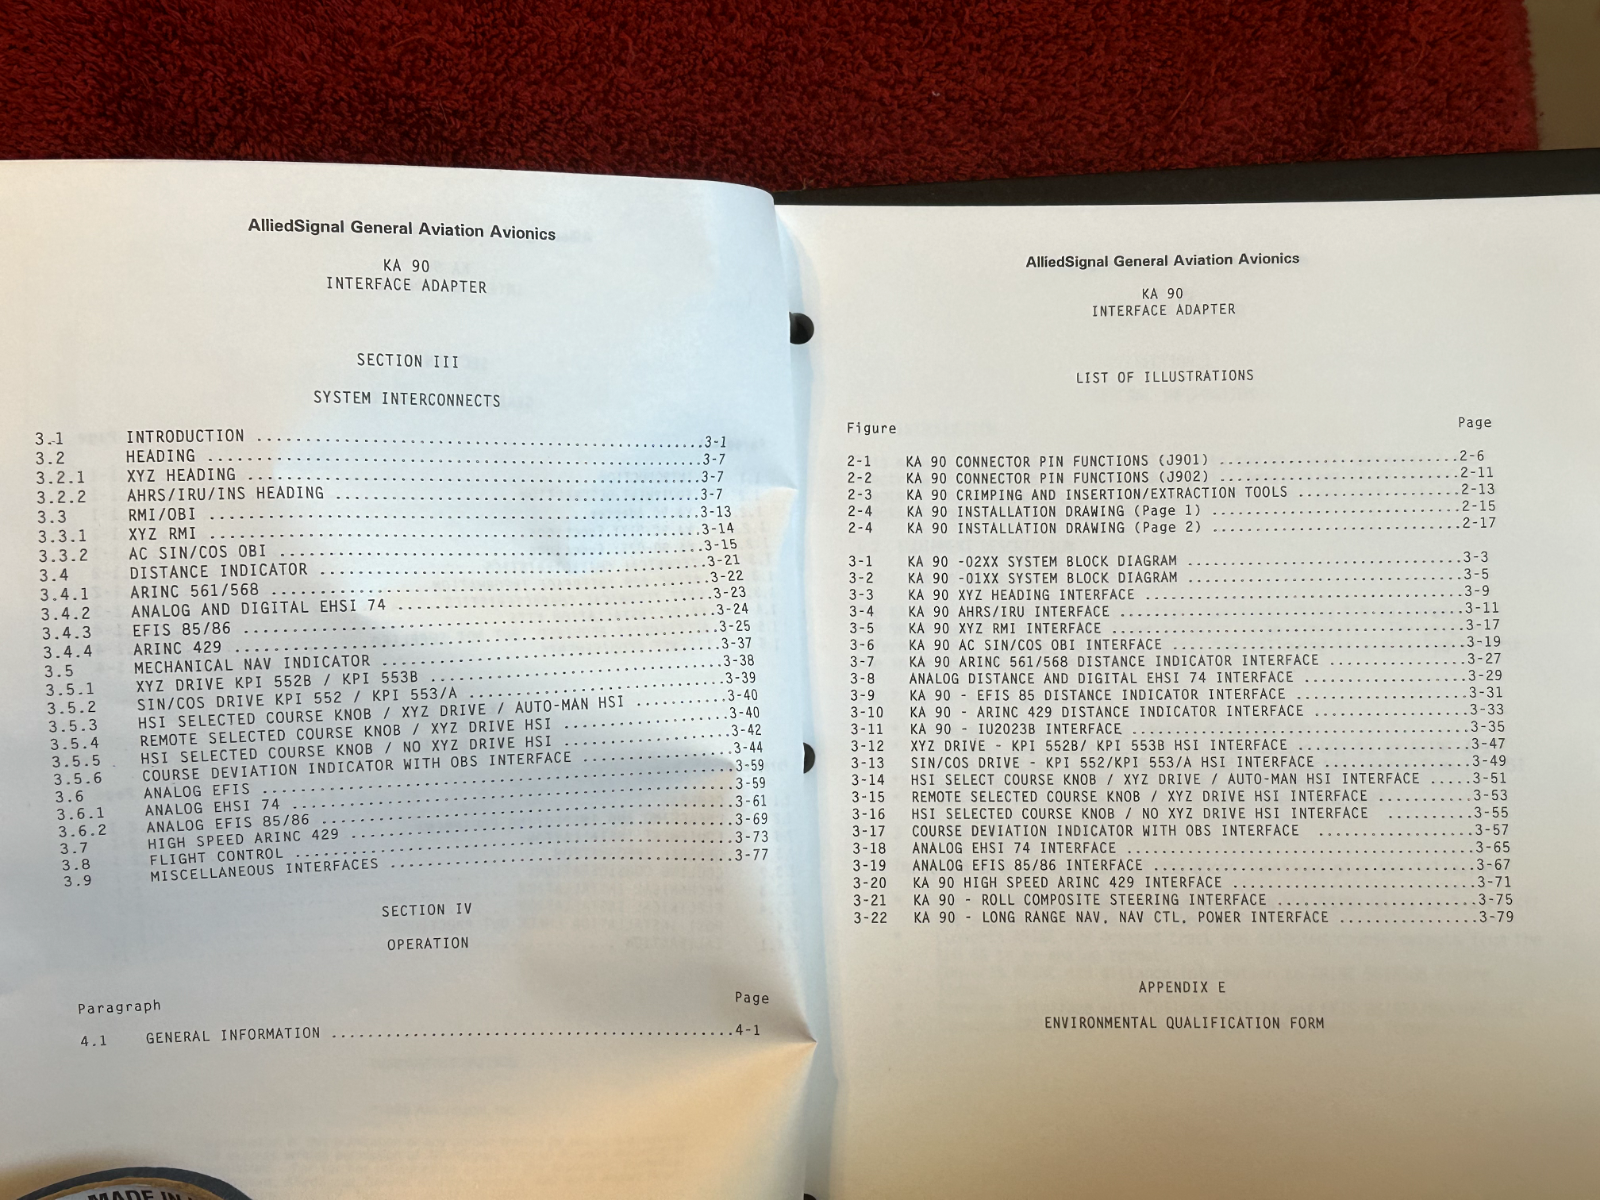 AlliedSignal General Aviation Avionics
KA 90
INTERFACE ADAPTER
SECTION III
SYSTEM INTERCONNECTS
3.1 INTRODUCTION ........................................ 3-1
3.2 HEADING ........................................ 3-7
3.2.1 XYZ HEADING ........................................ 3-7
3.2.2 AHRS/IRU/INS HEADING ........................................ 3-7
3.3 RMI/OBI ........................................ 3-13
3.3.1 XYZ RMI ........................................ 3-14
3.3.2 AC SIN/COS OBI ........................................ 3-15
3.4 DISTANCE INDICATOR ........................................ 3-21
3.4.1 ARINC 561/568 ........................................ 3-22
3.4.2 ANALOG AND DIGITAL EHSI 74 ........................................ 3-23
3.4.3 EFIS 85/86 ........................................ 3-24
3.4.4 ARINC 429 ........................................ 3-25
3.5 MECHANICAL NAV INDICATOR ........................................ 3-37
3.5.1 XYZ DRIVE KPI 552B / KPI 553B ........................................ 3-38
3.5.2 SIN/COS DRIVE KPI 552 / KPI 553/A ........................................ 3-39
3.5.3 HSI SELECTED COURSE KNOB / XYZ DRIVE / AUTO-MAN HSI .............. 3-40
3.5.4 REMOTE SELECTED COURSE KNOB / XYZ DRIVE HSI ...................... 3-40
3.5.5 HSI SELECTED COURSE KNOB / NO XYZ DRIVE HSI ...................... 3-42
3.5.6 COURSE DEVIATION INDICATOR WITH OBS INTERFACE .................... 3-44
3.6 ANALOG EFIS ........................................ 3-59
3.6.1 ANALOG EHSI 74 ........................................ 3-59
3.6.2 ANALOG EFIS 85/86 ........................................ 3-61
3.7 HIGH SPEED ARINC 429 ........................................ 3-69
3.8 FLIGHT CONTROL ........................................ 3-73
3.9 MISCELLANEOUS INTERFACES ........................................ 3-77
SECTION IV
OPERATION
Paragraph Page
4.1 GENERAL INFORMATION ........................................ 4-1
MADE IN
AlliedSignal General Aviation Avionics
KA 90
INTERFACE ADAPTER
LIST OF ILLUSTRATIONS
Figure Page
2-1 KA 90 CONNECTOR PIN FUNCTIONS (J901) ........................ 2-6
2-2 KA 90 CONNECTOR PIN FUNCTIONS (J902) ........................ 2-11
2-3 KA 90 CRIMPING AND INSERTION/EXTRACTION TOOLS ................ 2-13
2-4 KA 90 INSTALLATION DRAWING (Page 1) ........................ 2-15
2-4 KA 90 INSTALLATION DRAWING (Page 2) ........................ 2-17
3-1 KA 90 -02XX SYSTEM BLOCK DIAGRAM ........................ 3-3
3-2 KA 90 -01XX SYSTEM BLOCK DIAGRAM ........................ 3-5
3-3 KA 90 XYZ HEADING INTERFACE ........................ 3-9
3-4 KA 90 AHRS/IRU INTERFACE ........................ 3-11
3-5 KA 90 XYZ RMI INTERFACE ........................ 3-17
3-6 KA 90 AC SIN/COS OBI INTERFACE ........................ 3-19
3-7 KA 90 ARINC 561/568 DISTANCE INDICATOR INTERFACE ............ 3-27
3-8 ANALOG DISTANCE AND DIGITAL EHSI 74 INTERFACE ............ 3-29
3-9 KA 90 - EFIS 85 DISTANCE INDICATOR INTERFACE ............ 3-31
3-10 KA 90 - ARINC 429 DISTANCE INDICATOR INTERFACE ............ 3-33
3-11 KA 90 - IU2023B INTERFACE ........................ 3-35
3-12 XYZ DRIVE - KPI 552B/ KPI 553B HSI INTERFACE ............ 3-47
3-13 SIN/COS DRIVE - KPI 552/KPI 553/A HSI INTERFACE ............ 3-49
3-14 HSI SELECT COURSE KNOB / XYZ DRIVE / AUTO-MAN HSI INTERFACE ..... 3-51
3-15 REMOTE SELECTED COURSE KNOB / XYZ DRIVE HSI INTERFACE .......... 3-53
3-16 HSI SELECTED COURSE KNOB / NO XYZ DRIVE HSI INTERFACE ......... 3-55
3-17 COURSE DEVIATION INDICATOR WITH OBS INTERFACE .............. 3-57
3-18 ANALOG EHSI 74 INTERFACE ........................ 3-65
3-19 ANALOG EFIS 85/86 INTERFACE ........................ 3-67
3-20 KA 90 HIGH SPEED ARINC 429 INTERFACE ........................ 3-71
3-21 KA 90 - ROLL COMPOSITE STEERING INTERFACE .................. 3-75
3-22 KA 90 - LONG RANGE NAV, NAV CTL, POWER INTERFACE ............ 3-79
APPENDIX E
ENVIRONMENTAL QUALIFICATION FORM